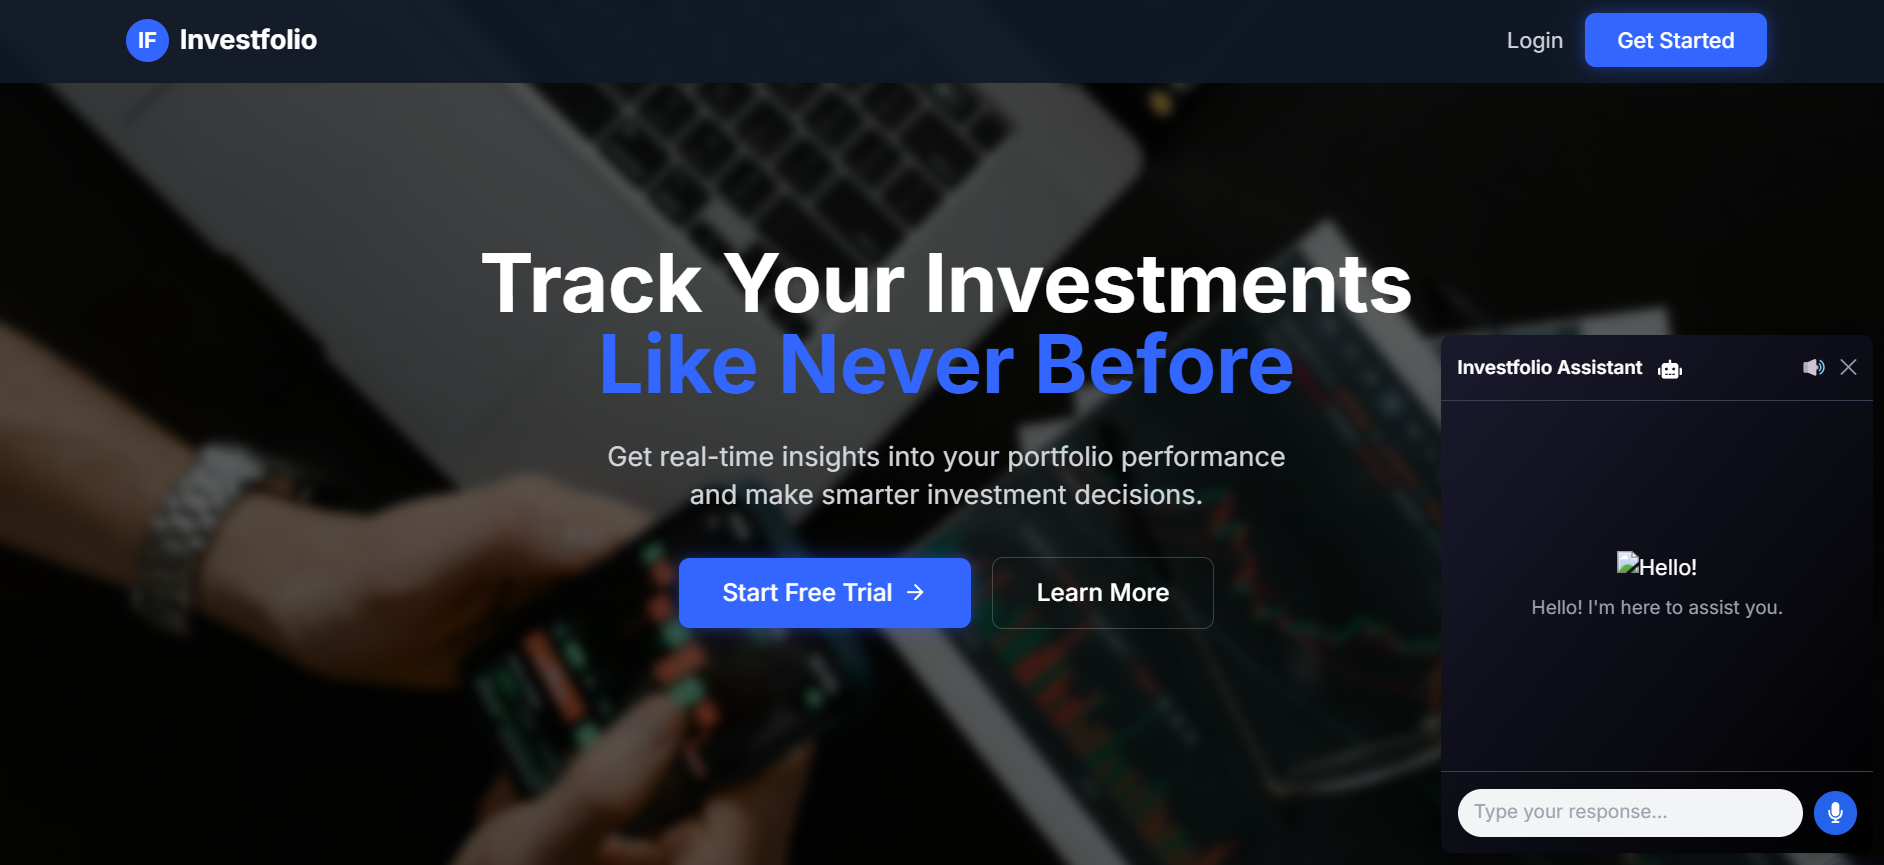 IF Investfolio
Login
Get Started
Track Your Investments
Like Never Before
Get real-time insights into your portfolio performance
and make smarter investment decisions.
Start Free Trial →
Learn More
Investfolio Assistant
Hello!
Hello! I'm here to assist you.
Type your response...